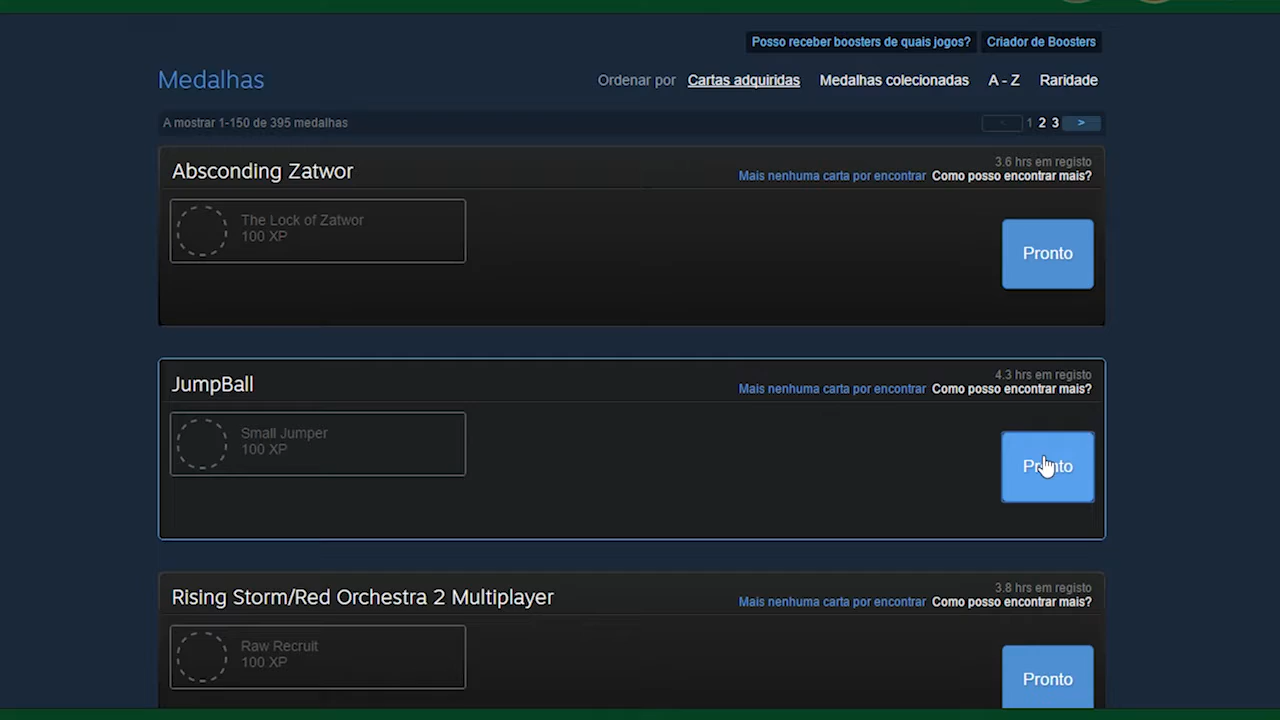 Posso receber boosters de quais jogos? Criador de Boosters
Medalhas
Ordenar por Cartas adquiridas Medalhas colecionadas A - Z Raridade
A mostrar 1-150 de 395 medalhas
< 1 2 3 >
Absconding Zatwor
3.6 hrs em registo
Mais nenhuma carta por encontrar Como posso encontrar mais?
The Lock of Zatwor
100 XP
Pronto
JumpBall
4.3 hrs em registo
Mais nenhuma carta por encontrar Como posso encontrar mais?
Small Jumper
100 XP
Pronto
Rising Storm/Red Orchestra 2 Multiplayer
3.8 hrs em registo
Mais nenhuma carta por encontrar Como posso encontrar mais?
Raw Recruit
100 XP
Pronto